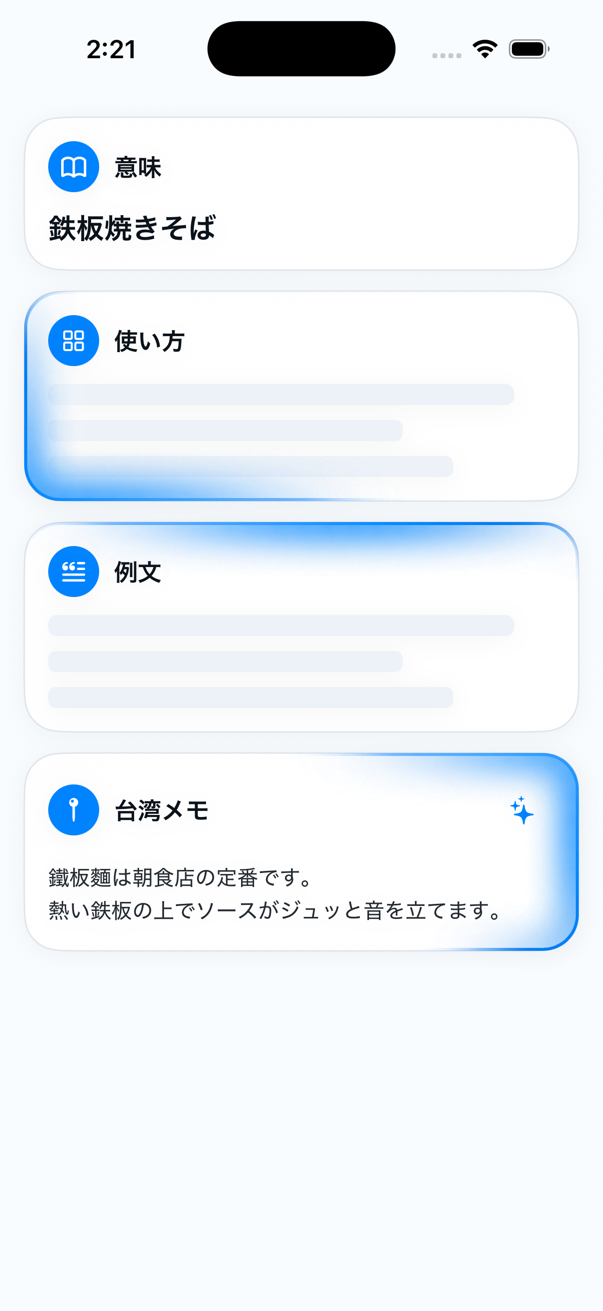 2:21
意味
鉄板焼きそば
使い方
例文
台湾メモ
鐵板麵は朝食店の定番です。
熱い鉄板の上でソースがジュッと音を立てます。